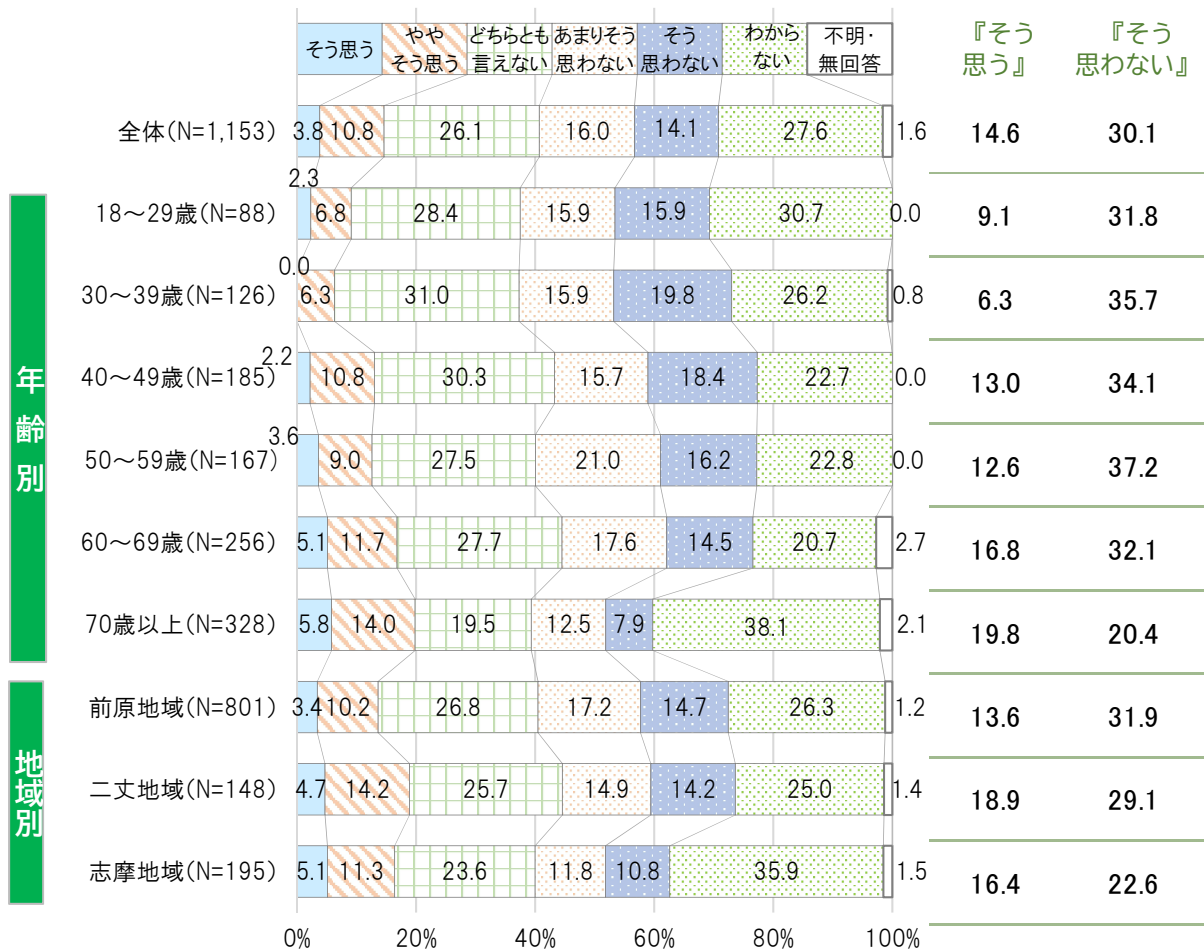 そう思う
やや
そう思う
どちらとも
言えない
あまりそう
思わない
そう
思わない
わから
ない
不明・
無回答
『そう
思う』
『そう
思わない』
全体(N=1,153) 3.8 10.8 26.1 16.0 14.1 27.6 1.6 14.6 30.1
年齢別
18～29歳(N=88) 2.3 6.8 28.4 15.9 15.9 30.7 0.0 9.1 31.8
30～39歳(N=126) 0.0 6.3 31.0 15.9 19.8 26.2 0.8 6.3 35.7
40～49歳(N=185) 2.2 10.8 30.3 15.7 18.4 22.7 0.0 13.0 34.1
50～59歳(N=167) 3.6 9.0 27.5 21.0 16.2 22.8 0.0 12.6 37.2
60～69歳(N=256) 5.1 11.7 27.7 17.6 14.5 20.7 2.7 16.8 32.1
70歳以上(N=328) 5.8 14.0 19.5 12.5 7.9 38.1 2.1 19.8 20.4
地域別
前原地域(N=801) 3.4 10.2 26.8 17.2 14.7 26.3 1.2 13.6 31.9
二丈地域(N=148) 4.7 14.2 25.7 14.9 14.2 25.0 1.4 18.9 29.1
志摩地域(N=195) 5.1 11.3 23.6 11.8 10.8 35.9 1.5 16.4 22.6
0% 20% 40% 60% 80% 100%